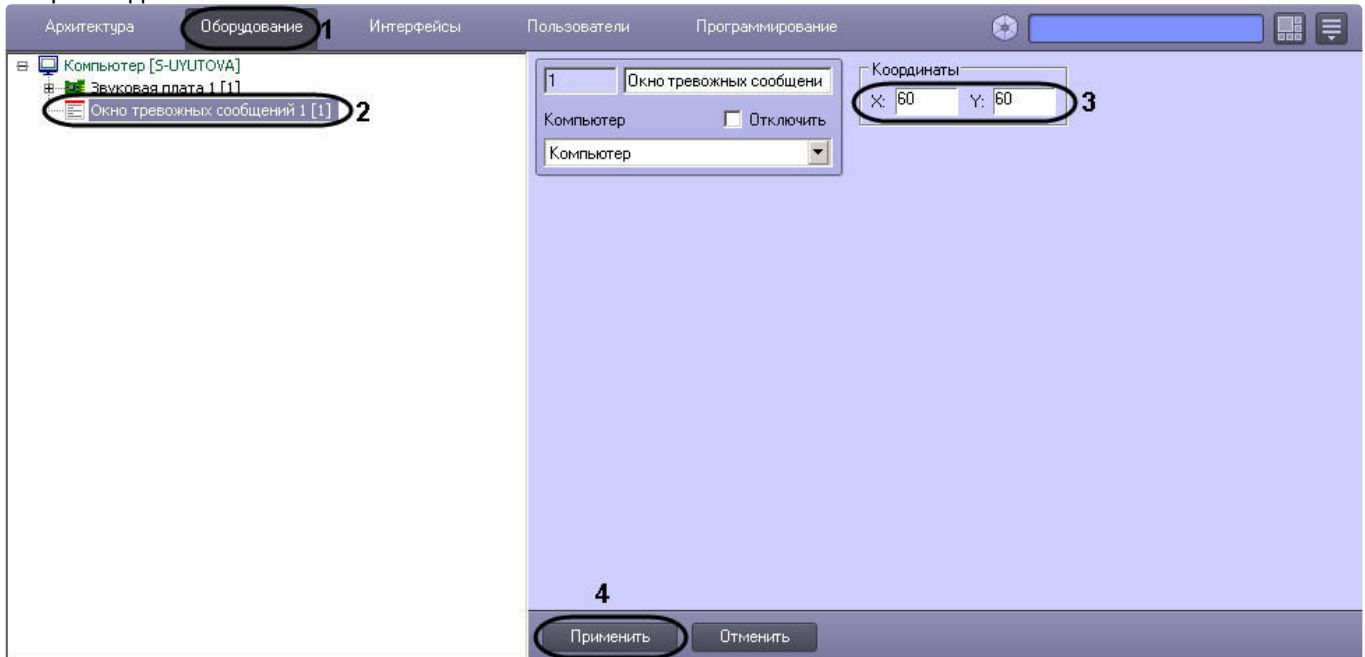 Архитектура Оборудование 1 Интерфейсы Пользователи Программирование
Компьютер [S-UYUTOVA]
Звуковая плата 1 [1]
Окно тревожных сообщений 1 [1] 2
1 Окно тревожных сообщени
Компьютер Отключить
Компьютер
Координаты
X: 60 Y: 60 3
4
Применить Отменить